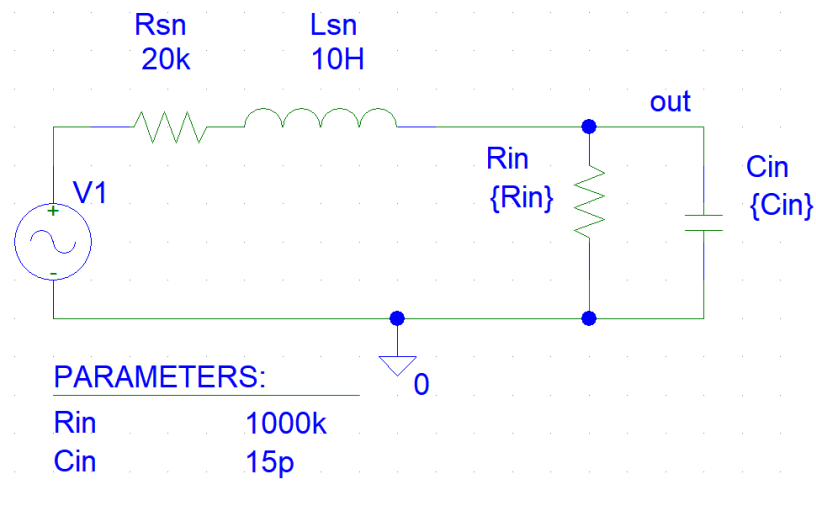 Rsn
20k
Lsn
10H
out
V1
+
-
Rin
{Rin}
Cin
{Cin}
0
PARAMETERS:
Rin 1000k
Cin 15p